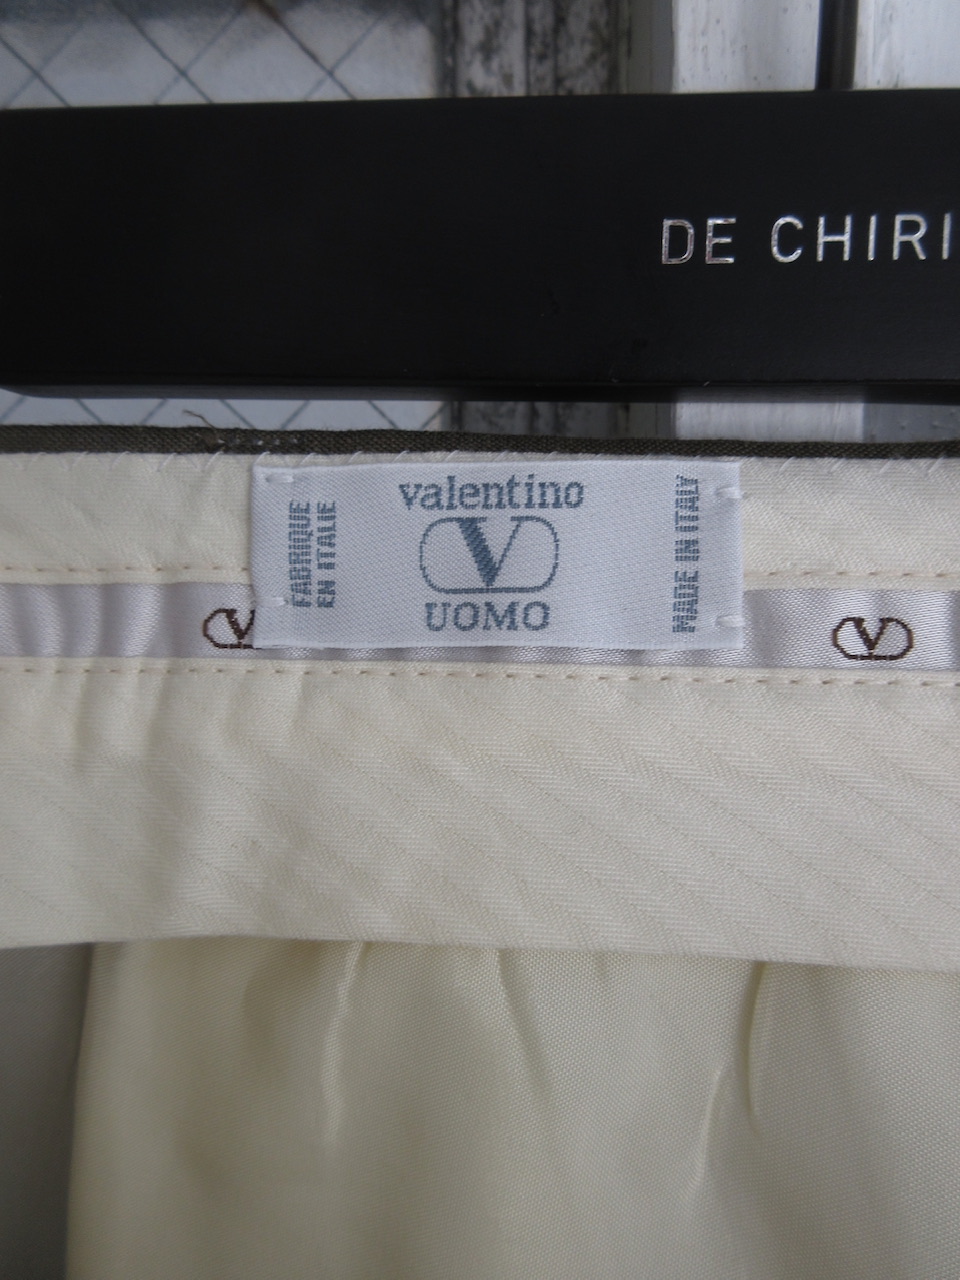 DE CHIRI
valentino
V
UOMO
FABRIQUE
EN ITALIE
MADE IN ITALY
V
V